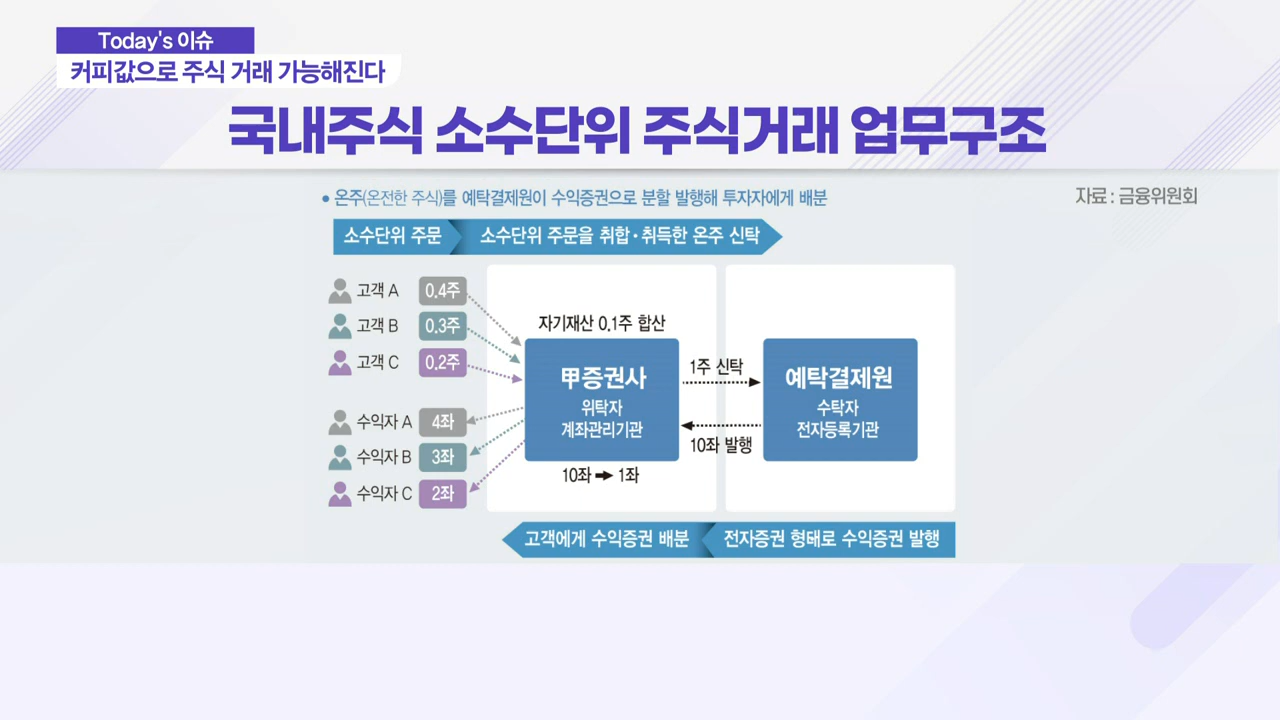 Today's 이슈
커피값으로 주식 거래 가능해진다
국내주식 소수단위 주식거래 업무구조
• 온주(온전한 주식)를 예탁결제원이 수익증권으로 분할 발행해 투자자에게 배분
자료 : 금융위원회
소수단위 주문
소수단위 주문을 취합·취득한 온주 신탁
고객 A 0.4주
고객 B 0.3주
고객 C 0.2주
수익자 A 4좌
수익자 B 3좌
수익자 C 2좌
자기재산 0.1주 합산
甲증권사
위탁자
계좌관리기관
10좌 ➡ 1좌
1주 신탁
10좌 발행
예탁결제원
수탁자
전자등록기관
고객에게 수익증권 배분
전자증권 형태로 수익증권 발행